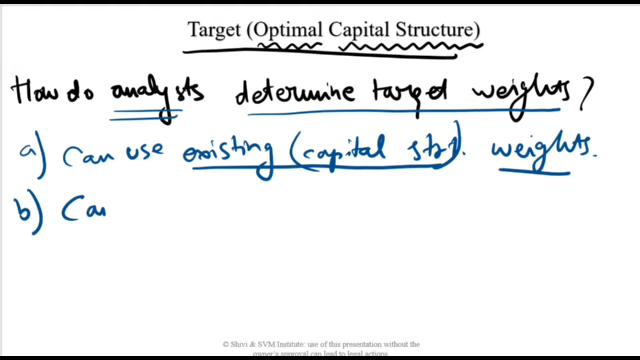 Target (Optimal Capital Structure)
How do analysts determine target weights?
a) Can use existing (capital str). weights.
b) Can
© Shivi & SVM Institute: use of this presentation without the
owner's approval can lead to legal actions